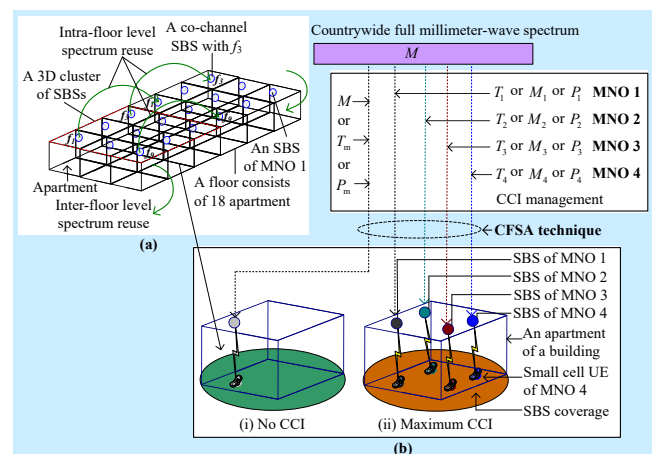 Intra-floor level
spectrum reuse
A co-channel
SBS with f3
A 3D cluster
of SBSs
f3
f1
f1
f9
f9
An SBS
of MNO 1
Apartment
A floor consists
of 18 apartment
Inter-floor level
spectrum reuse
(a)
Countrywide full millimeter-wave spectrum
M
M
or
Tm
or
Pm
T1 or M1 or P1 MNO 1
T2 or M2 or P2 MNO 2
T3 or M3 or P3 MNO 3
T4 or M4 or P4 MNO 4
CCI management
CFSA technique
SBS of MNO 1
SBS of MNO 2
SBS of MNO 3
SBS of MNO 4
An apartment
of a building
Small cell UE
of MNO 4
SBS coverage
(i) No CCI
(ii) Maximum CCI
(b)